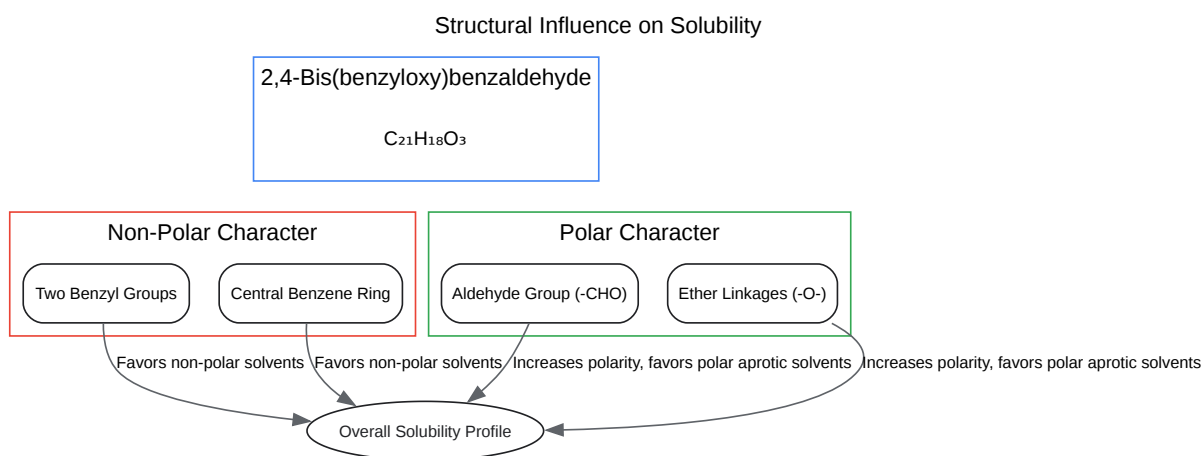 Structural Influence on Solubility
2,4-Bis(benzyloxy)benzaldehyde
C₂₁H₁₈O₃
Non-Polar Character
Polar Character
Two Benzyl Groups
Central Benzene Ring
Aldehyde Group (-CHO)
Ether Linkages (-O-)
Favors non-polar solvents
Favors non-polar solvents
Increases polarity, favors polar aprotic solvents
Increases polarity, favors polar aprotic solvents
Overall Solubility Profile